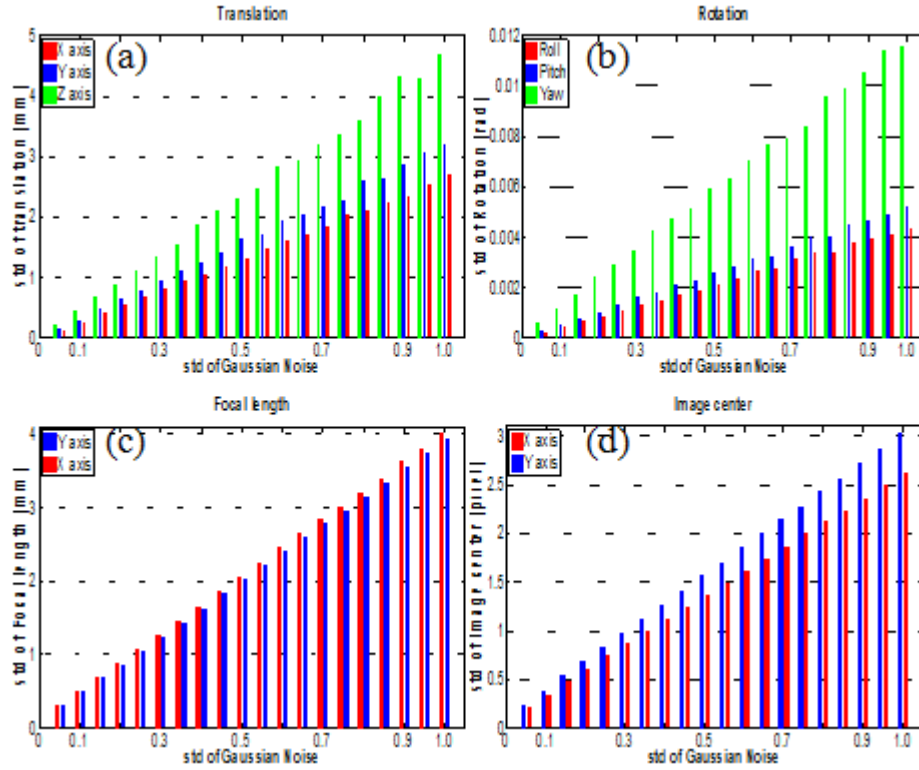 Translation
(a)
X axis
Y axis
Z axis
5
4
3
2
1
0
std of translation [mm]
0 0.1 0.3 0.5 0.7 0.9 1.0
std of Gaussian Noise
Rotation
(b)
Roll
Pitch
Yaw
0.012
0.01
0.008
0.006
0.004
0.002
0
std of Rotation [rad]
0 0.1 0.3 0.5 0.7 0.9 1.0
std of Gaussian Noise
Focal length
(c)
Y axis
X axis
4
3
2
1
0
std of Focal length [mm]
0 0.1 0.3 0.5 0.7 0.9 1.0
std of Gaussian Noise
Image center
(d)
X axis
Y axis
3
2.5
2
1.5
1
0.5
0
std of Image center [pixel]
0 0.1 0.3 0.5 0.7 0.9 1.0
std of Gaussian Noise